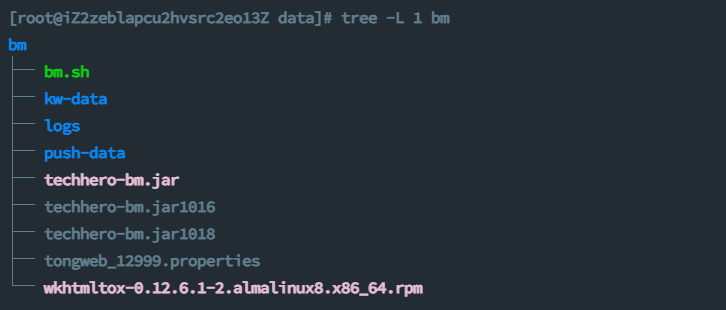 [root@iZ2zeblapcu2hvsrc2eo13Z data]# tree -L 1 bm
bm
├── bm.sh
├── kw-data
├── logs
├── push-data
├── techhero-bm.jar
├── techhero-bm.jar1016
├── techhero-bm.jar1018
├── tongweb_12999.properties
└── wkhtmltox-0.12.6.1-2.almalinux8.x86_64.rpm